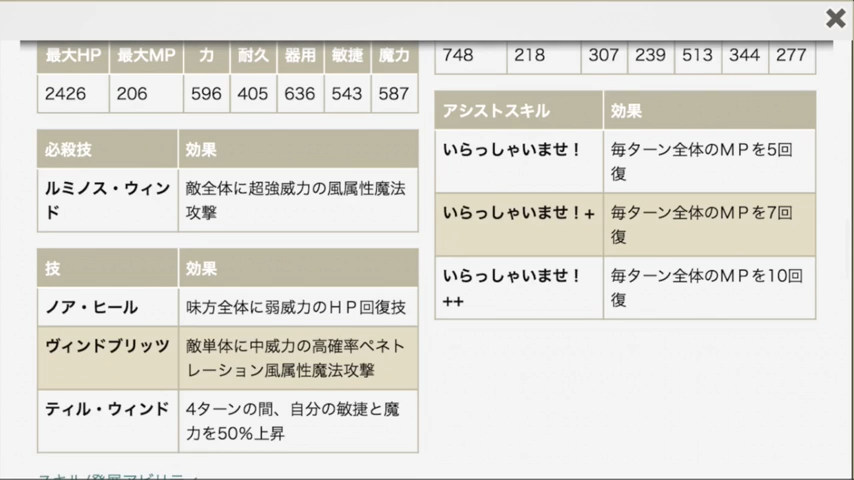 最大HP 最大MP 力 耐久 器用 敏捷 魔力
2426 206 596 405 636 543 587
必殺技 効果
ルミノス・ウィン
ド
敵全体に超強威力の風属性魔法
攻撃
技 効果
ノア・ヒール 味方全体に弱威力のHP回復技
ヴィンドブリッツ 敵単体に中威力の高確率ペネト
レーション風属性魔法攻撃
ティル・ウィンド 4ターンの間、自分の敏捷と魔
力を50%上昇
スキル/発展アビリティ
748 218 307 239 513 344 277
アシストスキル 効果
いらっしゃいませ! 毎ターン全体のMPを5回
復
いらっしゃいませ!+ 毎ターン全体のMPを7回
復
いらっしゃいませ!
++
毎ターン全体のMPを10回
復